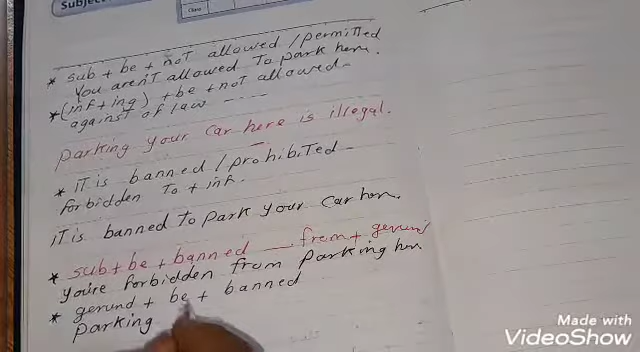 Subject
Class
* sub + be + not allowed / permitted
You aren't allowed To park here.
* (inf + ing) + be + not allowed -
against of law -----
parking your car here is illegal.
* iT is banned / prohibited -
forbidden To + inf.
iT is banned To park your car here.
* sub + be + banned --- from + gerund
you're forbidden from parking here
* gerund + be + banned
parking
Made with
VideoShow